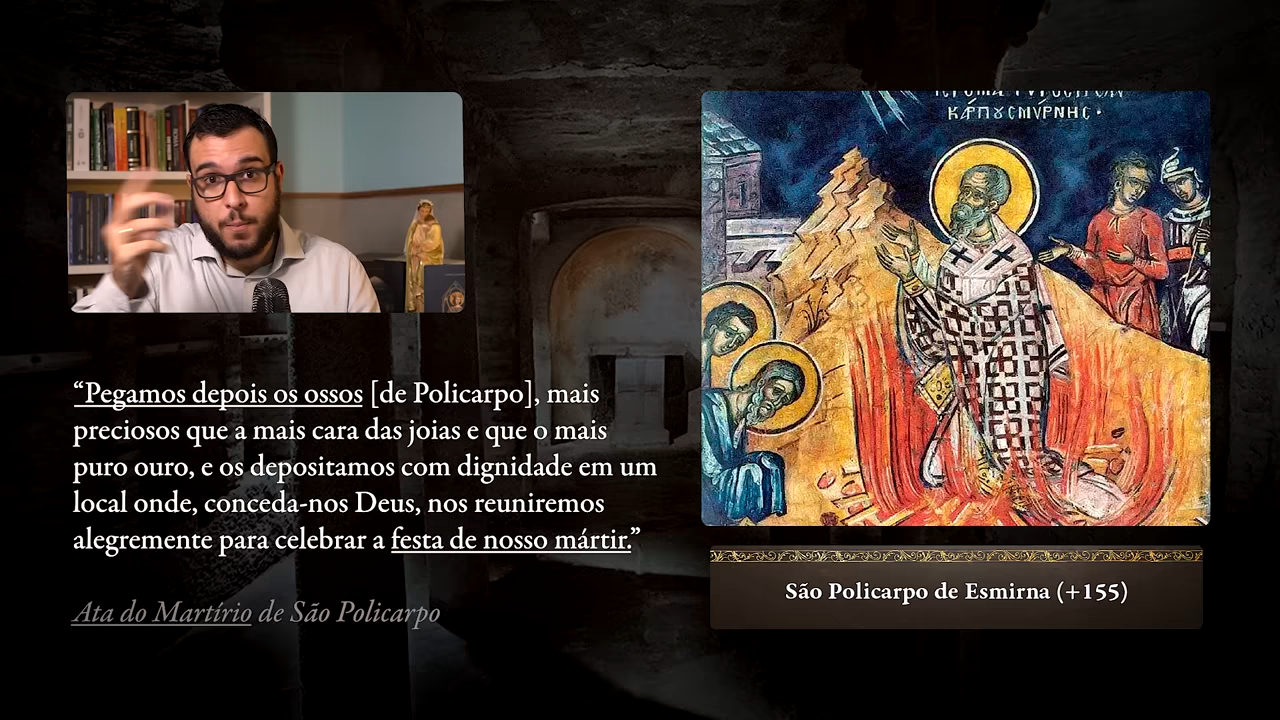 ΚΑΡΠȣ СΜΥΡΝΗС·
“Pegamos depois os ossos [de Policarpo], mais
preciosos que a mais cara das joias e que o mais
puro ouro, e os depositamos com dignidade em um
local onde, conceda-nos Deus, nos reuniremos
alegremente para celebrar a festa de nosso mártir.”
Ata do Martírio de São Policarpo
São Policarpo de Esmirna (+155)